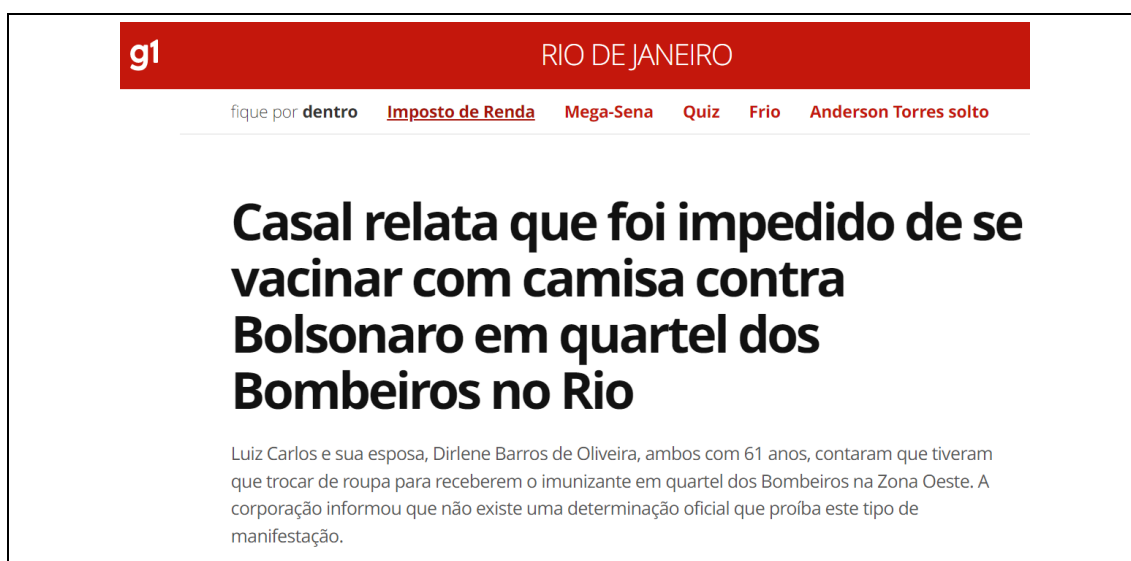 g1
RIO DE JANEIRO
fique por dentro Imposto de Renda Mega-Sena Quiz Frio Anderson Torres solto
Casal relata que foi impedido de se
vacinar com camisa contra
Bolsonaro em quartel dos
Bombeiros no Rio
Luiz Carlos e sua esposa, Dirlene Barros de Oliveira, ambos com 61 anos, contaram que tiveram
que trocar de roupa para receberem o imunizante em quartel dos Bombeiros na Zona Oeste. A
corporação informou que não existe uma determinação oficial que proíba este tipo de
manifestação.